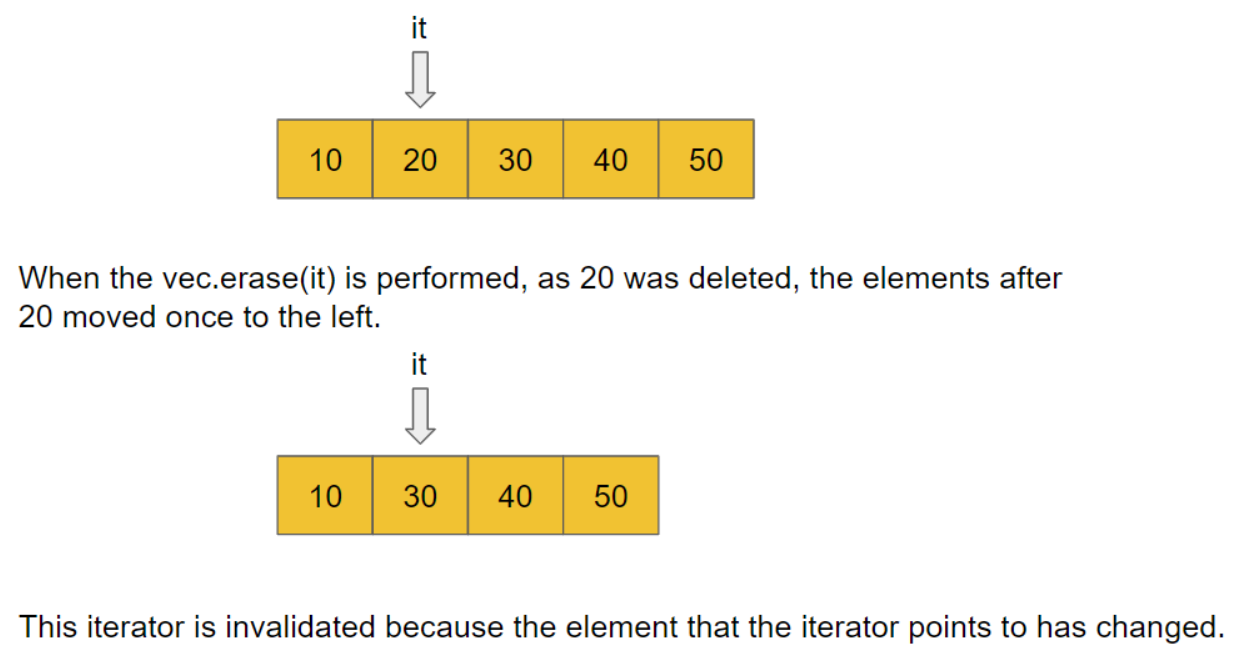 it
10 20 30 40 50
When the vec.erase(it) is performed, as 20 was deleted, the elements after
20 moved once to the left.
it
10 30 40 50
This iterator is invalidated because the element that the iterator points to has changed.